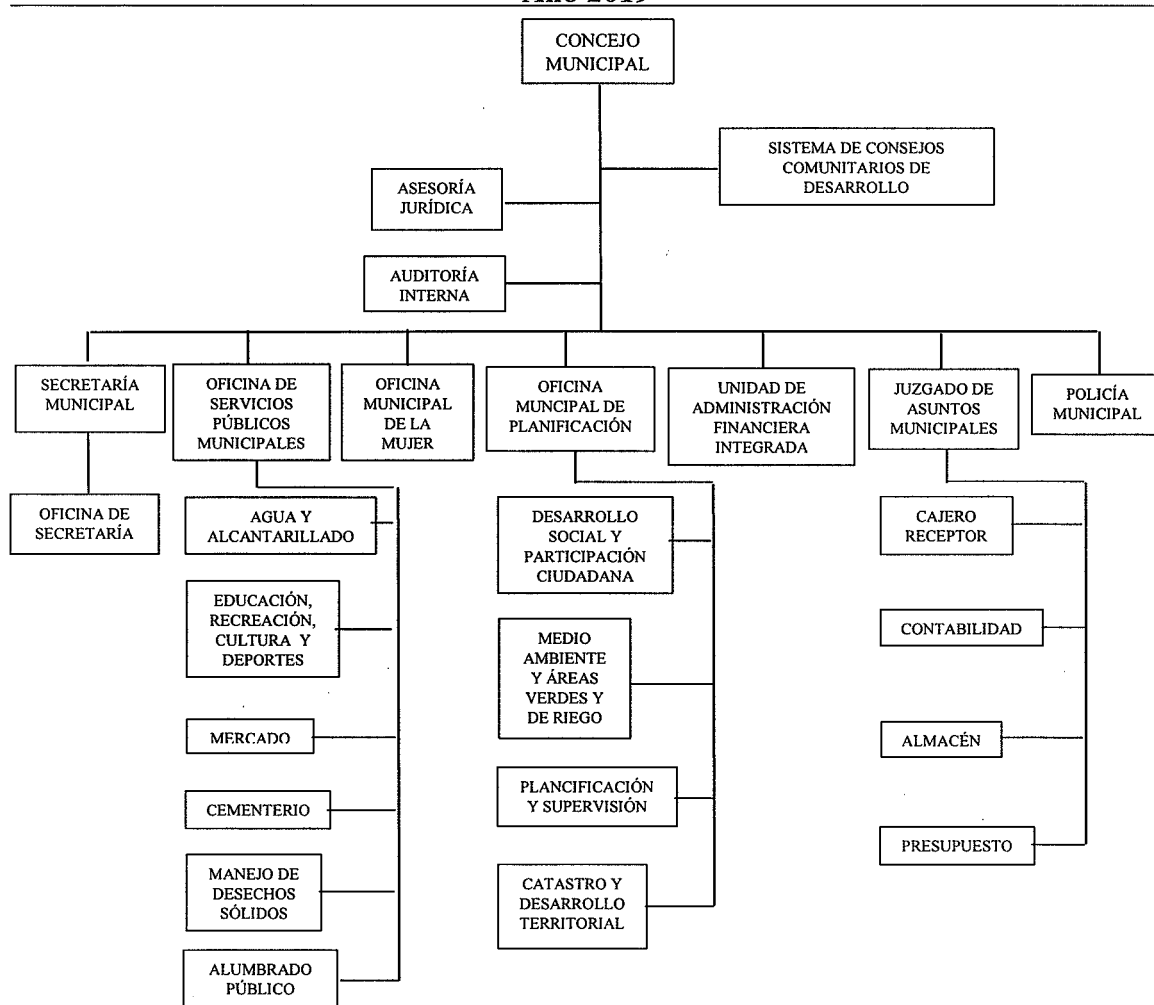 CONCEJO
MUNICIPAL
SISTEMA DE CONSEJOS
COMUNITARIOS DE
DESARROLLO
ASESORÍA
JURÍDICA
AUDITORÍA
INTERNA
SECRETARÍA
MUNICIPAL
OFICINA DE
SERVICIOS
PÚBLICOS
MUNICIPALES
OFICINA
MUNICIPAL
DE LA
MUJER
OFICINA
MUNCIPAL DE
PLANIFICACIÓN
UNIDAD DE
ADMINISTRACIÓN
FINANCIERA
INTEGRADA
JUZGADO DE
ASUNTOS
MUNICIPALES
POLICÍA
MUNICIPAL
OFICINA DE
SECRETARÍA
AGUA Y
ALCANTARILLADO
EDUCACIÓN,
RECREACIÓN,
CULTURA Y
DEPORTES
MERCADO
CEMENTERIO
MANEJO DE
DESECHOS
SÓLIDOS
ALUMBRADO
PÚBLICO
DESARROLLO
SOCIAL Y
PARTICIPACIÓN
CIUDADANA
MEDIO
AMBIENTE
Y ÁREAS
VERDES Y
DE RIEGO
PLANCIFICACIÓN
Y SUPERVISIÓN
CATASTRO Y
DESARROLLO
TERRITORIAL
CAJERO
RECEPTOR
CONTABILIDAD
ALMACÉN
PRESUPUESTO